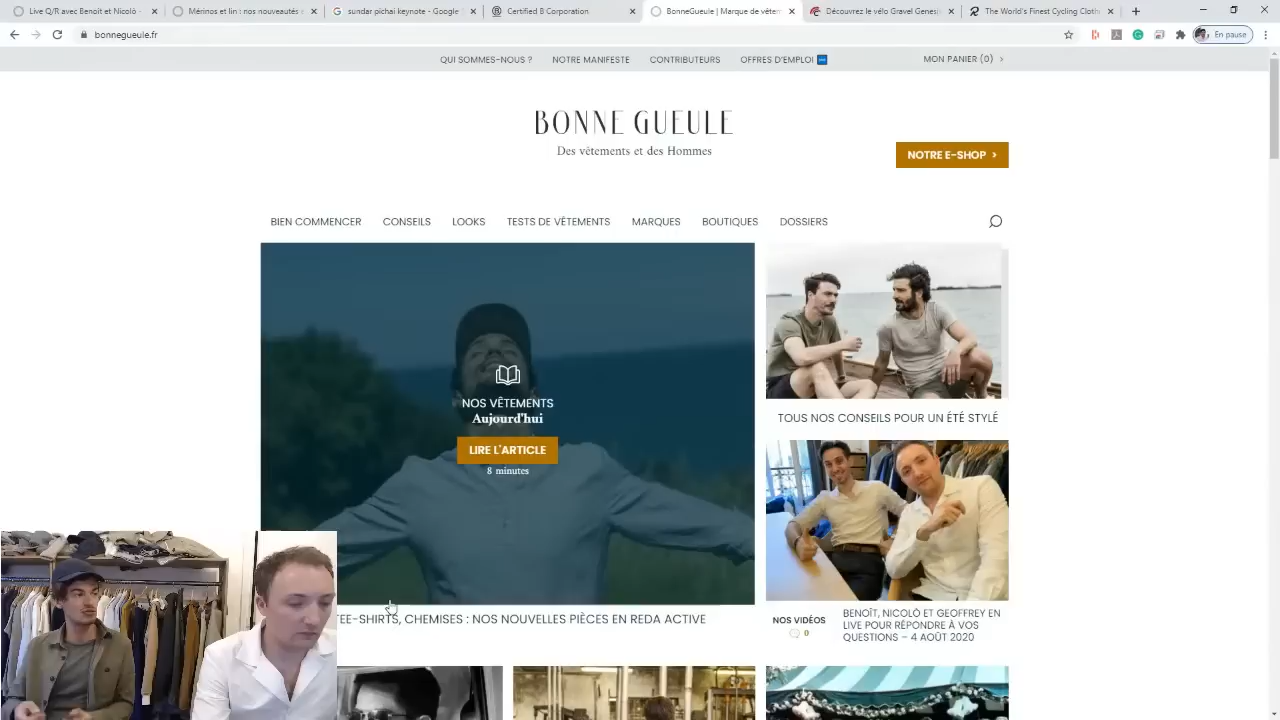 Live Q/R avec Benoit et Nicolò
Mérinos et lin : nos nouveautés
sundar pichai keytote - Google
Certified B Corporation
BonneGueule | Marque de vêtem
Découvrez le vélo Gravel Genes
The World's Finest Cycling Cloth
bonnegueule.fr
En pause
QUI SOMMES-NOUS ?
NOTRE MANIFESTE
CONTRIBUTEURS
OFFRES D'EMPLOI
MON PANIER (0) >
BONNE GUEULE
Des vêtements et des Hommes
NOTRE E-SHOP >
BIEN COMMENCER
CONSEILS
LOOKS
TESTS DE VÊTEMENTS
MARQUES
BOUTIQUES
DOSSIERS
NOS VÊTEMENTS
Aujourd'hui
LIRE L'ARTICLE
8 minutes
TEE-SHIRTS, CHEMISES : NOS NOUVELLES PIÈCES EN REDA ACTIVE
TOUS NOS CONSEILS POUR UN ÉTÉ STYLÉ
NOS VIDÉOS
0
BENOÎT, NICOLÒ ET GEOFFREY EN
LIVE POUR RÉPONDRE À VOS
QUESTIONS – 4 AOÛT 2020